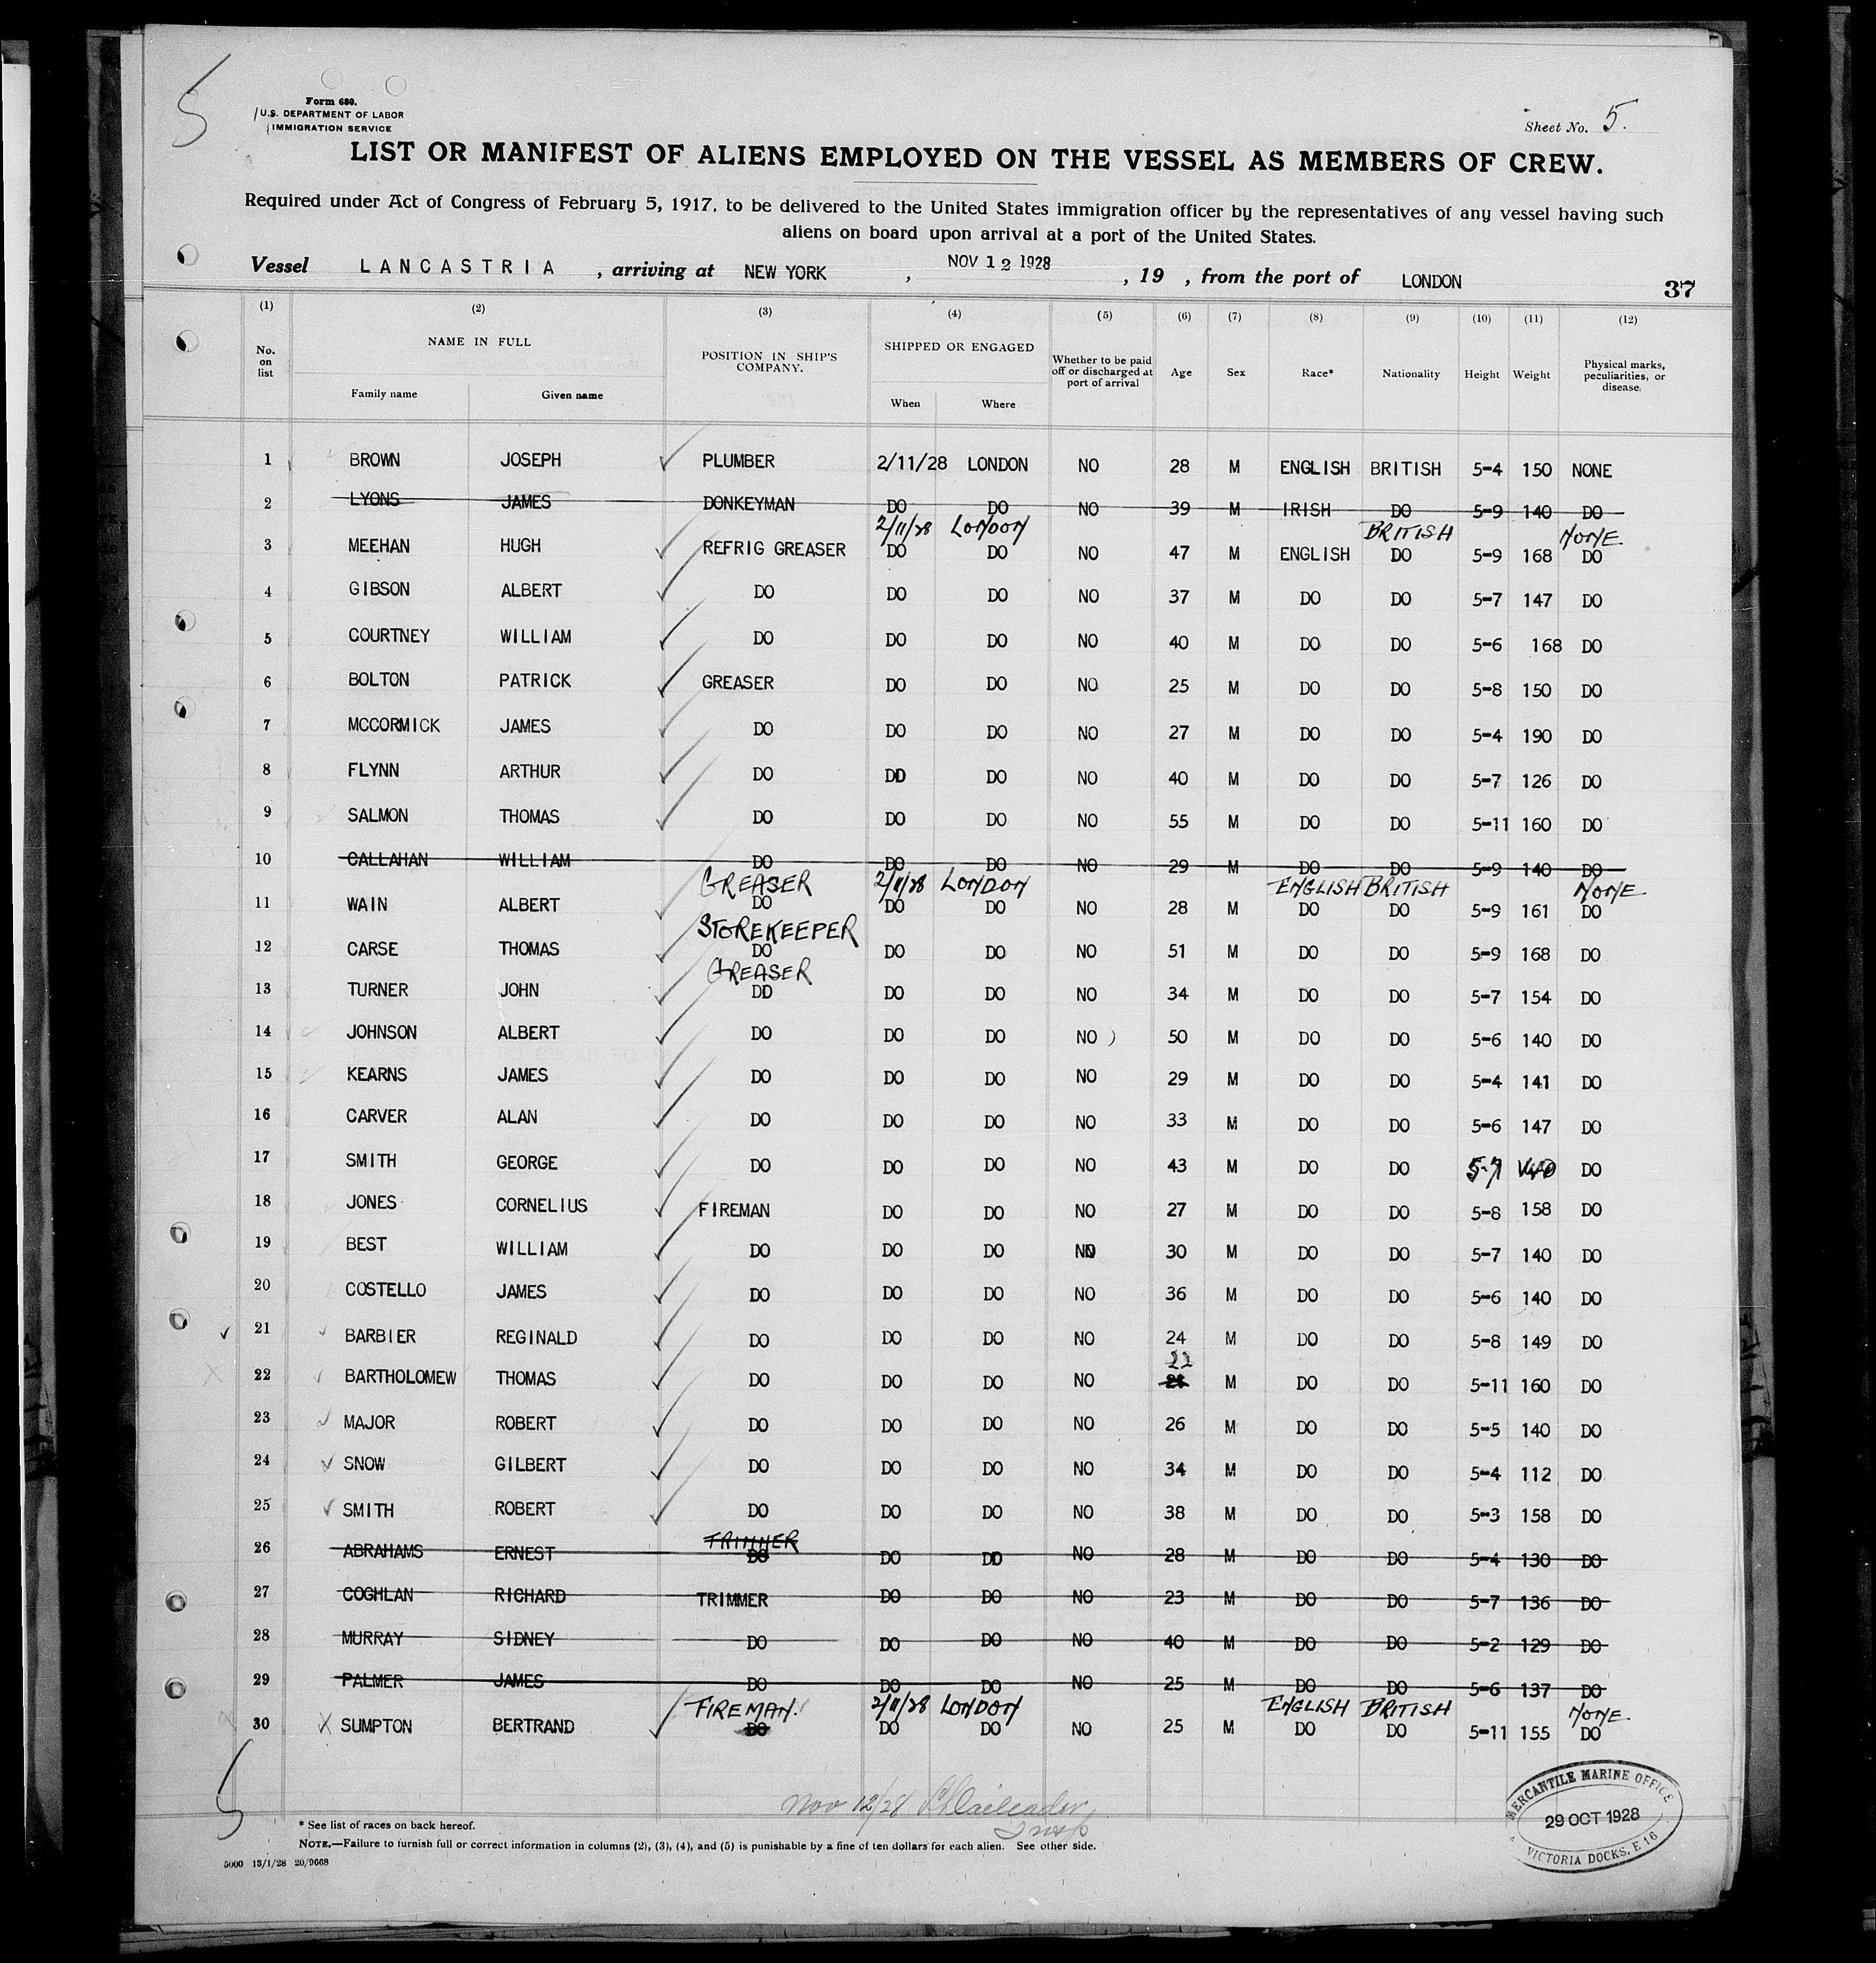 5
Form 680.
U.S. DEPARTMENT OF LABOR
IMMIGRATION SERVICE
Sheet No. 5.
LIST OR MANIFEST OF ALIENS EMPLOYED ON THE VESSEL AS MEMBERS OF CREW.
Required under Act of Congress of February 5, 1917, to be delivered to the United States immigration officer by the representatives of any vessel having such
aliens on board upon arrival at a port of the United States.
Vessel LANCASTRIA , arriving at NEW YORK , NOV 12 1928 , 19 , from the port of LONDON
37
(1) (2) (3) (4) (5) (6) (7) (8) (9) (10) (11) (12)
No. on list NAME IN FULL Family name Given name POSITION IN SHIP'S COMPANY. SHIPPED OR ENGAGED When Where Whether to be paid off or discharged at port of arrival Age Sex Race* Nationality Height Weight Physical marks, peculiarities, or disease.
1 BROWN JOSEPH PLUMBER 2/11/28 LONDON NO 28 M ENGLISH BRITISH 5-4 150 NONE
2 LYONS JAMES DONKEYMAN DO DO NO 39 M IRISH DO 5-9 140 DO
2/11/28 LONDON BRITISH NONE
3 MEEHAN HUGH REFRIG GREASER DO DO NO 47 M ENGLISH DO 5-9 168 DO
4 GIBSON ALBERT DO DO DO NO 37 M DO DO 5-7 147 DO
5 COURTNEY WILLIAM DO DO DO NO 40 M DO DO 5-6 168 DO
6 BOLTON PATRICK GREASER DO DO NO 25 M DO DO 5-8 150 DO
7 MCCORMICK JAMES DO DO DO NO 27 M DO DO 5-4 190 DO
8 FLYNN ARTHUR DO DD DO NO 40 M DO DO 5-7 126 DO
9 SALMON THOMAS DO DO DO NO 55 M DO DO 5-11 160 DO
10 CALLAHAN WILLIAM DO DO DO NO 29 M DO DO 5-9 140 DO
GREASER 2/11/28 LONDON ENGLISH BRITISH NONE
11 WAIN ALBERT DO DO DO NO 28 M DO DO 5-9 161 DO
STOREKEEPER
12 CARSE THOMAS DO DO DO NO 51 M DO DO 5-9 168 DO
GREASER
13 TURNER JOHN DD DO DO NO 34 M DO DO 5-7 154 DO
14 JOHNSON ALBERT DO DO DO NO ) 50 M DO DO 5-6 140 DO
15 KEARNS JAMES DO DO DO NO 29 M DO DO 5-4 141 DO
16 CARVER ALAN DO DO DO NO 33 M DO DO 5-6 147 DO
17 SMITH GEORGE DO DO DO NO 43 M DO DO 5-7 DO
18 JONES CORNELIUS FIREMAN DO DO NO 27 M DO DO 5-8 158 DO
19 BEST WILLIAM DO DO DO NO 30 M DO DO 5-7 140 DO
20 COSTELLO JAMES DO DO DO NO 36 M DO DO 5-6 140 DO
21 BARBIER REGINALD DO DO DO NO 24 M DO DO 5-8 149 DO
22
22 BARTHOLOMEW THOMAS DO DO DO NO M DO DO 5-11 160 DO
23 MAJOR ROBERT DO DO DO NO 26 M DO DO 5-5 140 DO
24 SNOW GILBERT DO DO DO NO 34 M DO DO 5-4 112 DO
25 SMITH ROBERT DO DO DO NO 38 M DO DO 5-3 158 DO
TRIMMER
26 ABRAHAMS ERNEST DO DO DD NO 28 M DO DO 5-4 130 DO
27 COGHLAN RICHARD TRIMMER DO DO NO 23 M DO DO 5-7 136 DO
28 MURRAY SIDNEY DO DO DO NO 40 M DO DO 5-2 129 DO
29 PALMER JAMES DO DO DO NO 25 M DO DO 5-6 137 DO
FIREMAN. 2/11/28 LONDON ENGLISH BRITISH NONE
30 X SUMPTON BERTRAND DO DO DO NO 25 M DO DO 5-11 155 DO
5
Nov 12/28
MERCANTILE MARINE OFFICE
29 OCT 1928
VICTORIA DOCKS, E 16
* See list of races on back hereof.
NOTE.—Failure to furnish full or correct information in columns (2), (3), (4), and (5) is punishable by a fine of ten dollars for each alien. See other side.
5000 13/1/28 20/9668